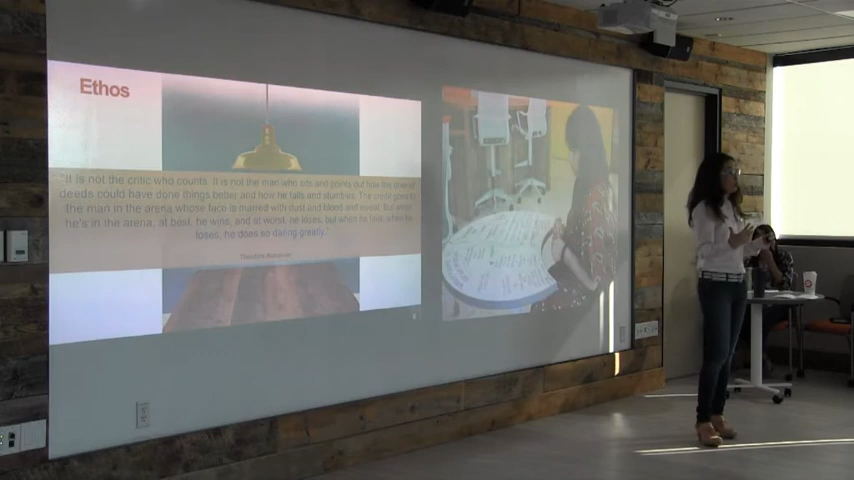 Ethos
"It is not the critic who counts. It is not the man who sits and points out how the doer of
deeds could have done things better and how he falls and stumbles. The credit goes to
the man in the arena whose face is marred with dust and blood and sweat. But when
he's in the arena, at best, he wins, and at worst, he loses, but when he fails, when he
loses, he does so daring greatly."
Theodore Roosevelt